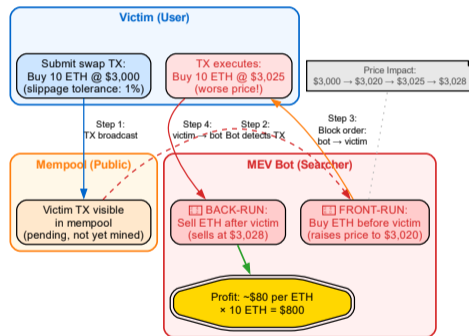 Victim (User)
Submit swap TX:
Buy 10 ETH @ $3,000
(slippage tolerance: 1%)
TX executes:
Buy 10 ETH @ $3,025
(worse price!)
Price Impact:
$3,000 → $3,020 → $3,025 → $3,028
Step 1:
TX broadcast
Step 4:
victim → bot
Step 2:
Bot detects TX
Step 3:
Block order:
bot → victim
Mempool (Public)
Victim TX visible
in mempool
(pending, not yet mined)
MEV Bot (Searcher)
BACK-RUN:
Sell ETH after victim
(sells at $3,028)
FRONT-RUN:
Buy ETH before victim
(raises price to $3,020)
Profit: ~$80 per ETH
× 10 ETH = $800